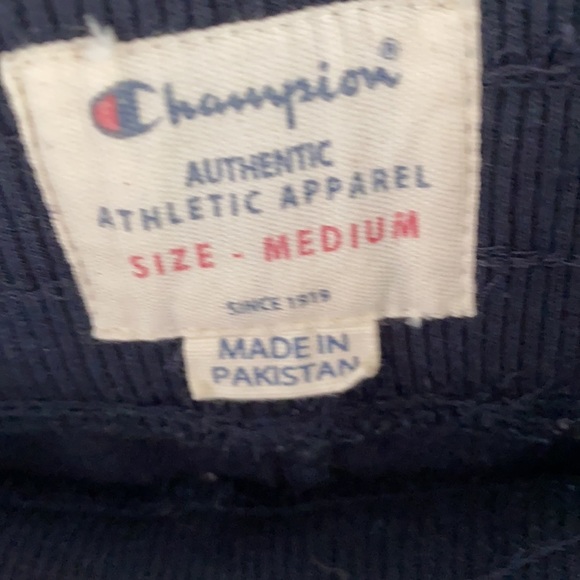 Champion®
AUTHENTIC
ATHLETIC APPAREL
SIZE - MEDIUM
SINCE 1919
MADE IN
PAKISTAN